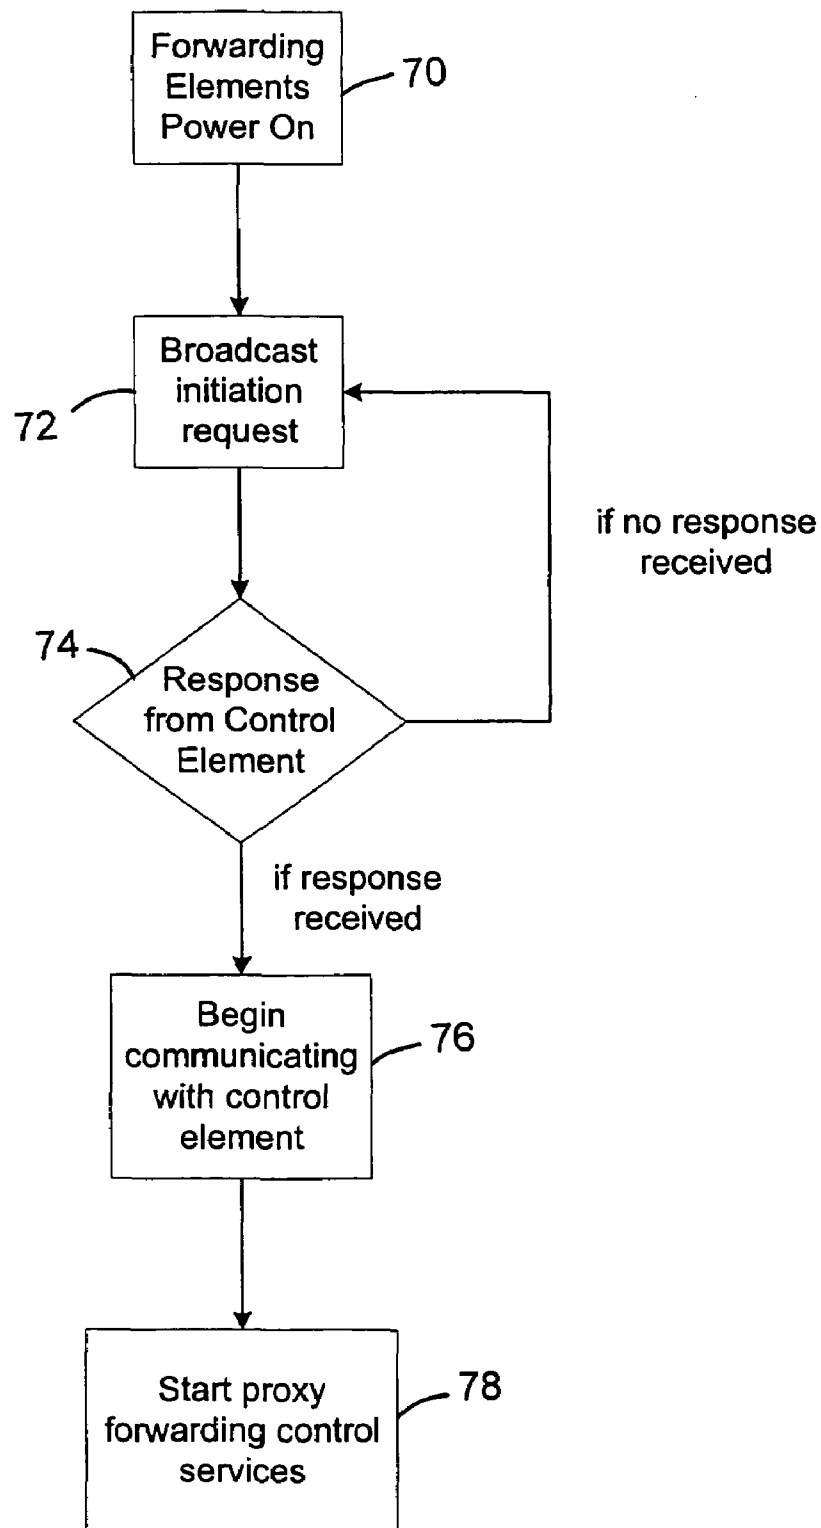 Forwarding
Elements
Power On
70
Broadcast
initiation
request
72
if no response
received
74
Response
from Control
Element
if response
received
Begin
communicating
with control
element
76
Start proxy
forwarding control
services
78